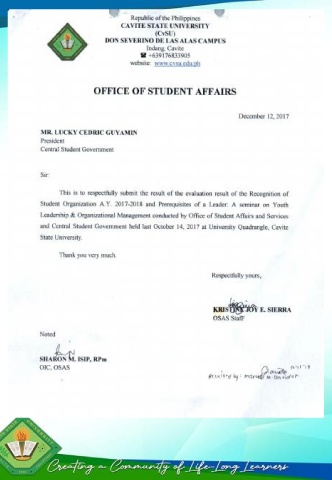 Republic of the Philippines
CAVITE STATE UNIVERSITY
(CvSU)
DON SEVERINO DE LAS ALAS CAMPUS
Indang, Cavite
☎ +639176833905
website: www.cvsu.edu.ph
OFFICE OF STUDENT AFFAIRS
December 12, 2017
MR. LUCKY CEDRIC GUYAMIN
President
Central Student Government
Sir:
This is to respectfully submit the result of the evaluation result of the Recognition of
Student Organization A.Y. 2017-2018 and Prerequisites of a Leader: A seminar on Youth
Leadership & Organizational Management conducted by Office of Student Affairs and Services
and Central Student Government held last October 14, 2017 at University Quadrangle, Cavite
State University.
Thank you very much.
Respectfully yours,
KRISTINE JOY E. SIERRA
OSAS Staff
Noted
SHARON M. ISIP, RPm
OIC, OSAS
Received by:
Creating a Community of Life-Long Learners